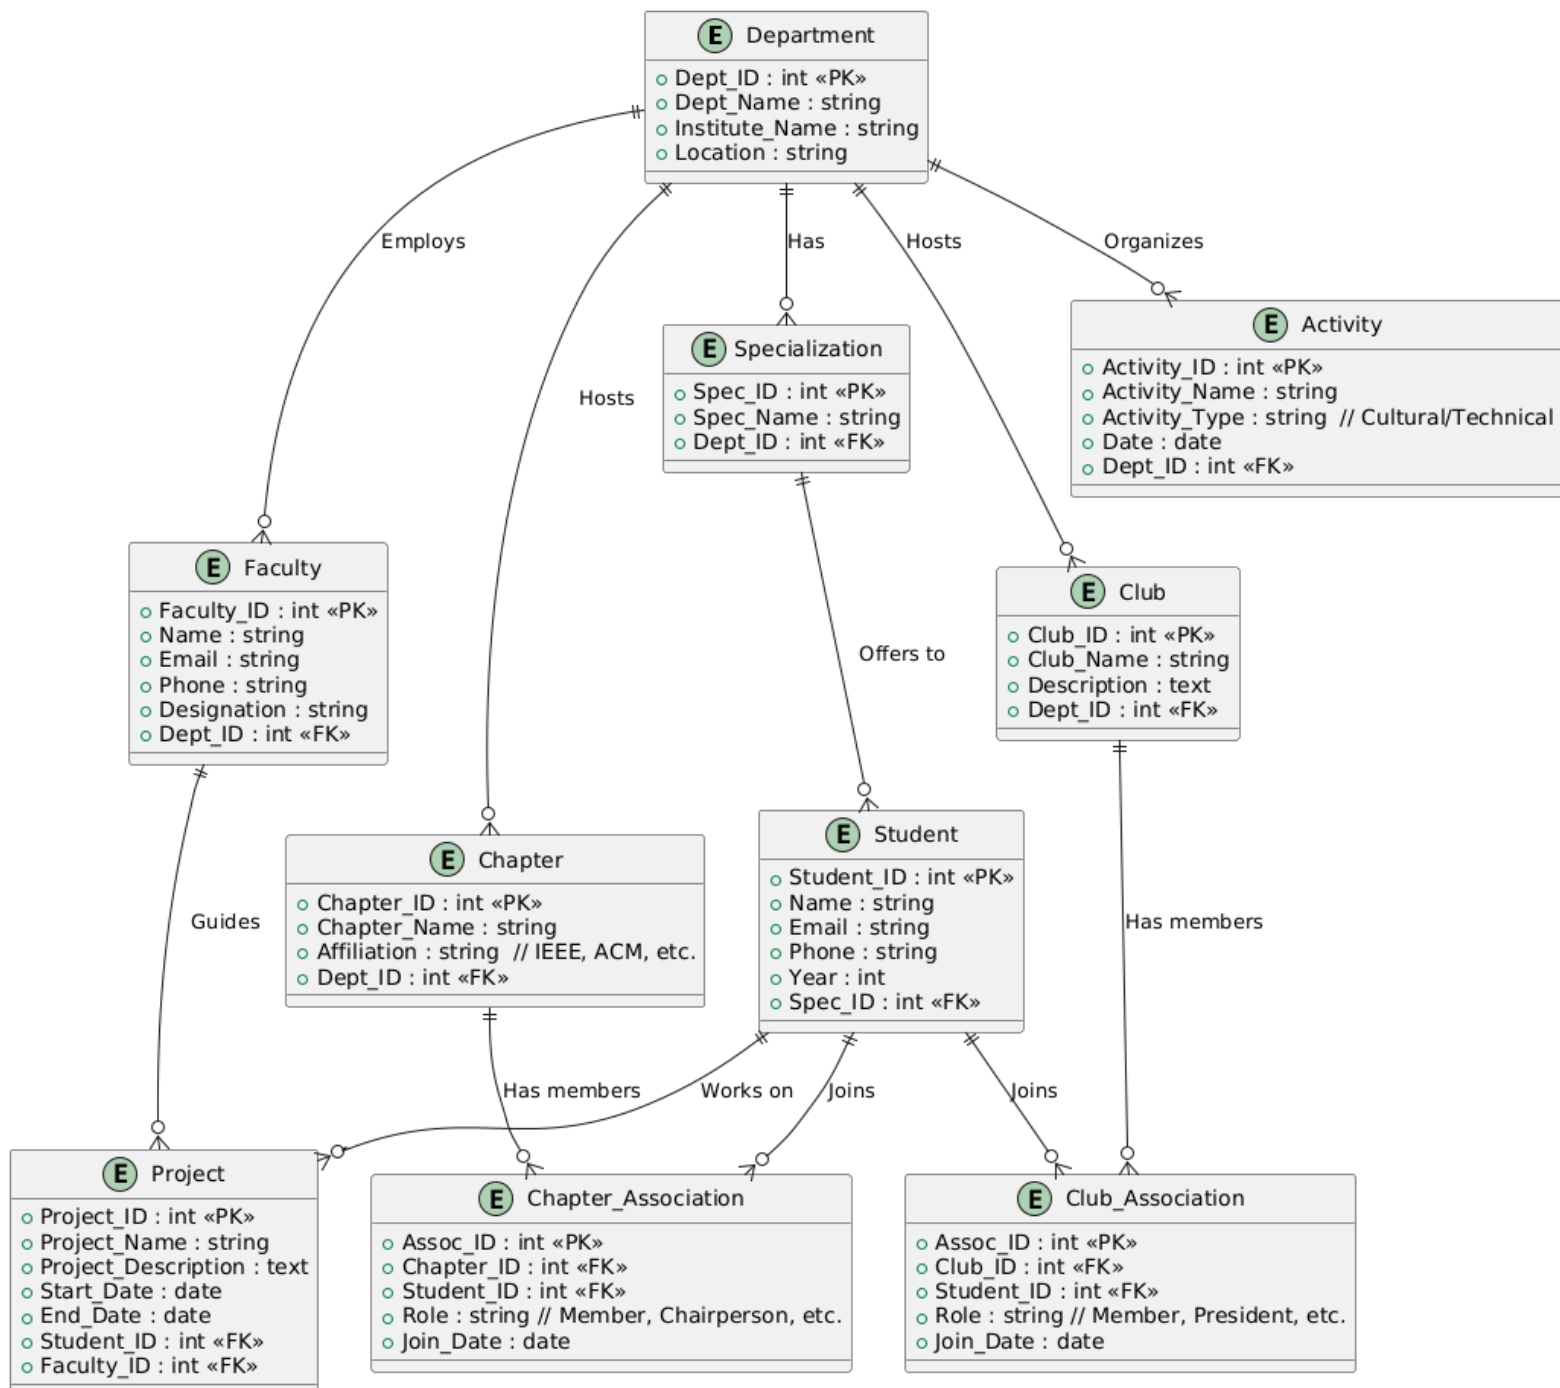 E Department
Dept_ID : int «PK»
Dept_Name : string
Institute_Name : string
Location : string
Employs
Has
Hosts
Organizes
E Activity
Activity_ID : int «PK»
Activity_Name : string
Activity_Type : string // Cultural/Technical
Date : date
Dept_ID : int «FK»
E Specialization
Spec_ID : int «PK»
Spec_Name : string
Dept_ID : int «FK»
Hosts
E Faculty
Faculty_ID : int «PK»
Name : string
Email : string
Phone : string
Designation : string
Dept_ID : int «FK»
E Club
Club_ID : int «PK»
Club_Name : string
Description : text
Dept_ID : int «FK»
Offers to
E Chapter
Chapter_ID : int «PK»
Chapter_Name : string
Affiliation : string // IEEE, ACM, etc.
Dept_ID : int «FK»
E Student
Student_ID : int «PK»
Name : string
Email : string
Phone : string
Year : int
Spec_ID : int «FK»
Guides
Has members
Has members
Works on
Joins
Joins
E Project
Project_ID : int «PK»
Project_Name : string
Project_Description : text
Start_Date : date
End_Date : date
Student_ID : int «FK»
Faculty_ID : int «FK»
E Chapter_Association
Assoc_ID : int «PK»
Chapter_ID : int «FK»
Student_ID : int «FK»
Role : string // Member, Chairperson, etc.
Join_Date : date
E Club_Association
Assoc_ID : int «PK»
Club_ID : int «FK»
Student_ID : int «FK»
Role : string // Member, President, etc.
Join_Date : date